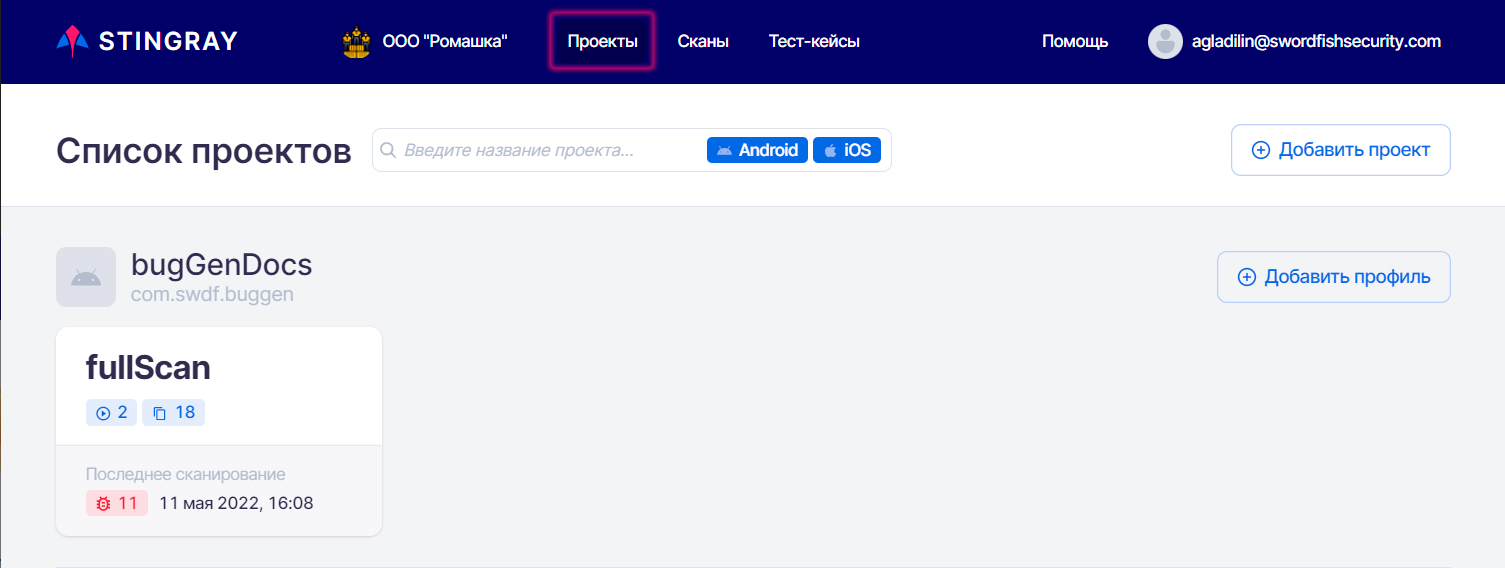 STINGRAY ООО "Ромашка" Проекты Сканы Тест-кейсы Помощь agladilin@swordfishsecurity.com
Список проектов Введите название проекта... Android iOS Добавить проект
bugGenDocs Добавить профиль
com.swdf.buggen
fullScan
2 18
Последнее сканирование
11 11 мая 2022, 16:08